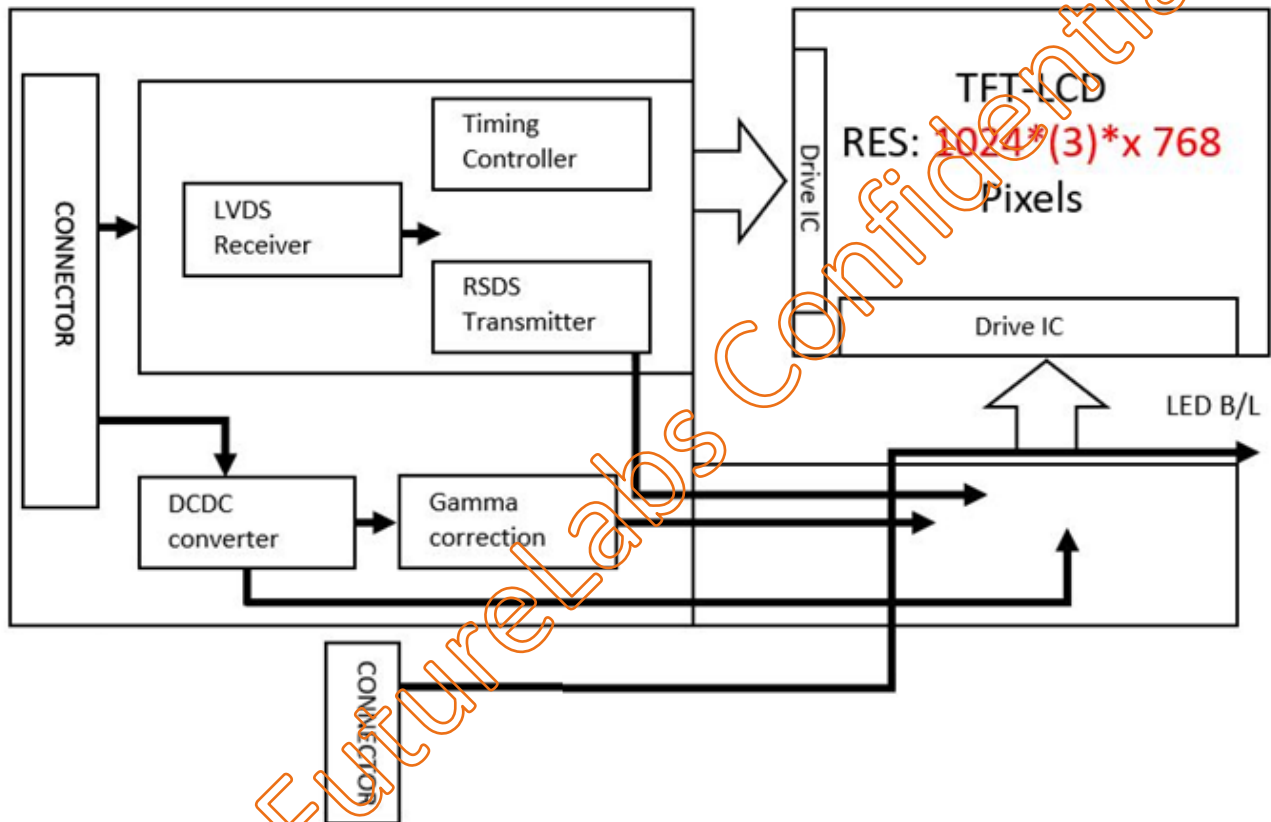 CONNECTOR
LVDS
Receiver
Timing
Controller
RSDS
Transmitter
DCDC
converter
Gamma
correction
Drive IC
TFT-LCD
RES: 1024*(3)*x 768
Pixels
Drive IC
LED B/L
CONNECTOR
FutureLabs Confidential